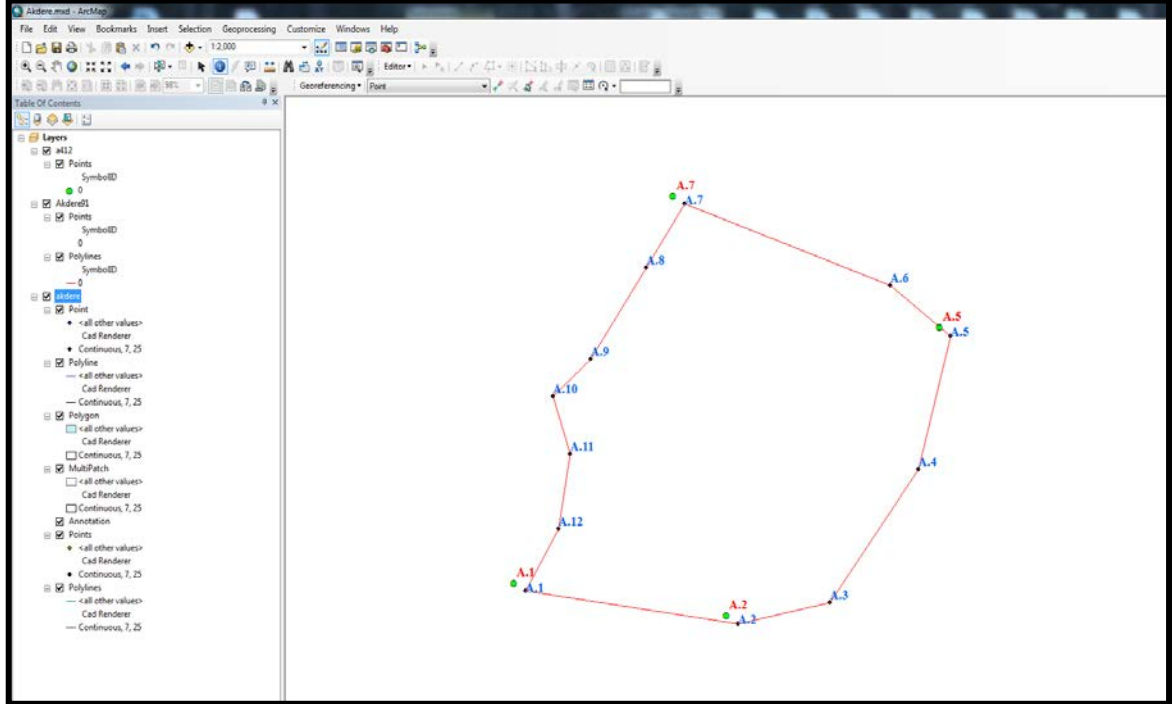 Akdere.mxd - ArcMap
File Edit View Bookmarks Insert Selection Geoprocessing Customize Windows Help
1:2,000
Editor
98%
Georeferencing Point
Table Of Contents
Layers
a412
Points
SymbolID
0
Akdere91
Points
SymbolID
0
Polylines
SymbolID
0
akdere
Point
<all other values>
Cad Renderer
Continuous, 7, 25
Polyline
<all other values>
Cad Renderer
Continuous, 7, 25
Polygon
<all other values>
Cad Renderer
Continuous, 7, 25
MultiPatch
<all other values>
Cad Renderer
Continuous, 7, 25
Annotation
Points
<all other values>
Cad Renderer
Continuous, 7, 25
Polylines
<all other values>
Cad Renderer
Continuous, 7, 25
A.7
A.7
A.8
A.6
A.5
A.5
A.9
A.10
A.11
A.4
A.12
A.1
A.1
A.3
A.2
A.2